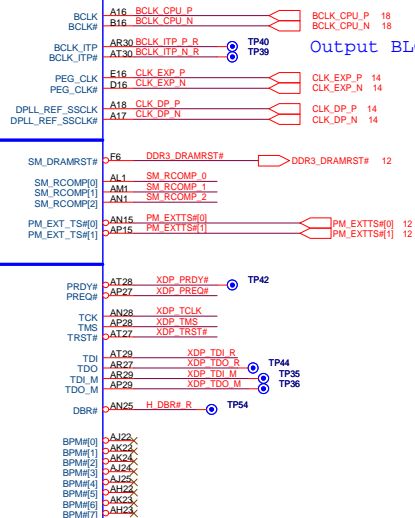 BCLK A16 BCLK_CPU_P BCLK_CPU_P 18
BCLK# B16 BCLK_CPU_N BCLK_CPU_N 18
Output BL
BCLK_ITP AR30 BCLK_ITP_P_R TP40
BCLK_ITP# AT30 BCLK_ITP_N_R TP39
PEG_CLK E16 CLK_EXP_P CLK_EXP_P 14
PEG_CLK# D16 CLK_EXP_N CLK_EXP_N 14
DPLL_REF_SSCLK A18 CLK_DP_P CLK_DP_P 14
DPLL_REF_SSCLK# A17 CLK_DP_N CLK_DP_N 14
SM_DRAMRST# F6 DDR3_DRAMRST# DDR3_DRAMRST# 12
SM_RCOMP[0] AL1 SM_RCOMP_0
SM_RCOMP[1] AM1 SM_RCOMP_1
SM_RCOMP[2] AN1 SM_RCOMP_2
PM_EXT_TS#[0] AN15 PM_EXTTS#[0] PM_EXTTS#[0] 12
PM_EXT_TS#[1] AP15 PM_EXTTS#[1] PM_EXTTS#[1] 12
PRDY# AT28 XDP_PRDY# TP42
PREQ# AP27 XDP_PREQ#
TCK AN28 XDP_TCLK
TMS AP28 XDP_TMS
TRST# AT27 XDP_TRST#
TDI AT29 XDP_TDI_R
TDO AR27 XDP_TDO_R TP44
TDI_M AR29 XDP_TDI_M TP35
TDO_M AP29 XDP_TDO_M TP36
DBR# AN25 H_DBR#_R TP54
BPM#[0] AJ22
BPM#[1] AK22
BPM#[2] AK24
BPM#[3] AJ24
BPM#[4] AJ25
BPM#[5] AH22
BPM#[6] AK23
BPM#[7] AH23